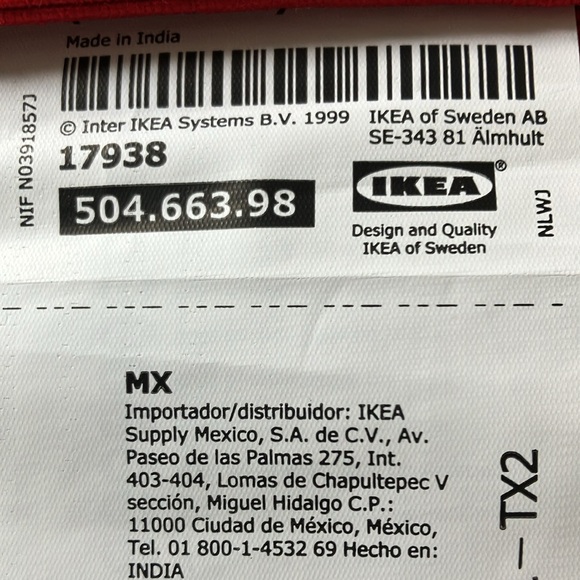 Made in India
© Inter IKEA Systems B.V. 1999
17938
504.663.98
NIF N0391857J
IKEA of Sweden AB
SE-343 81 Älmhult
IKEA®
Design and Quality
IKEA of Sweden
NLWJ
MX
Importador/distribuidor: IKEA
Supply Mexico, S.A. de C.V., Av.
Paseo de las Palmas 275, Int.
403-404, Lomas de Chapultepec V
sección, Miguel Hidalgo C.P.:
11000 Ciudad de México, México,
Tel. 01 800-1-4532 69 Hecho en:
INDIA
– TX2